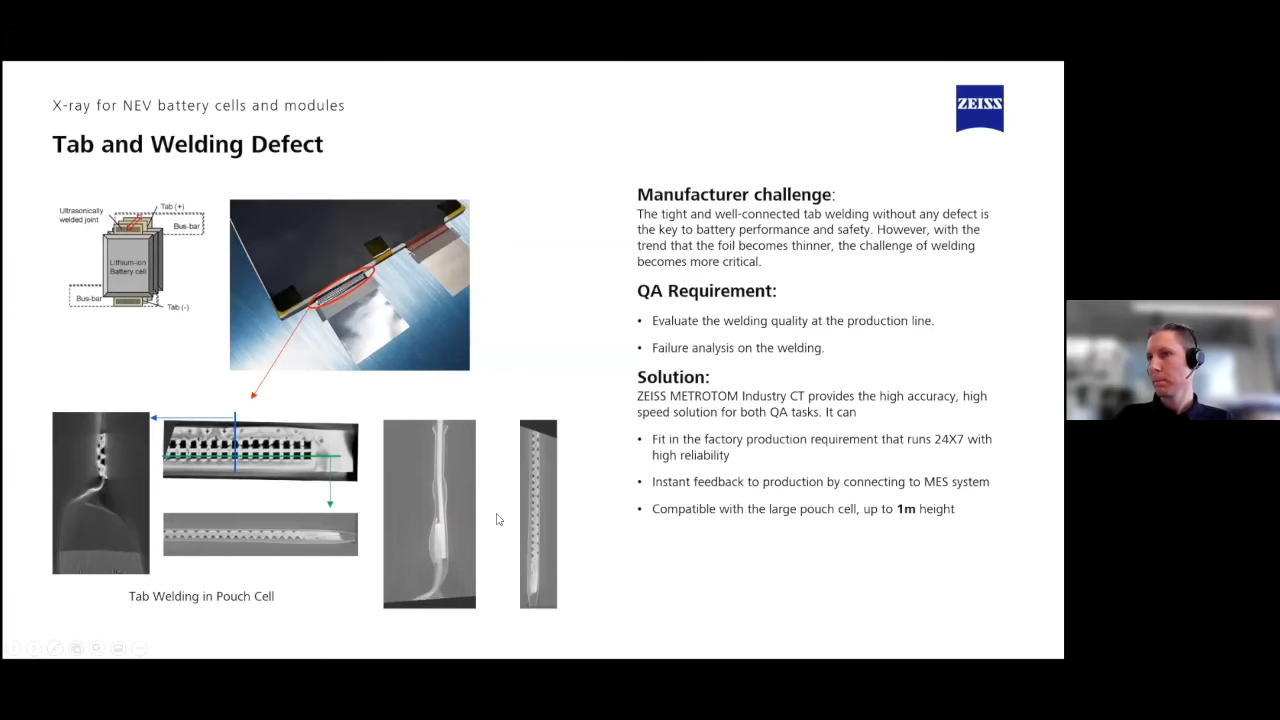 X-ray for NEV battery cells and modules
ZEISS
Tab and Welding Defect
Ultrasonically
welded joint
Tab (+)
Bus-bar
Lithium-ion
Battery cell
Bus-bar
Tab (-)
Tab Welding in Pouch Cell
Manufacturer challenge:
The tight and well-connected tab welding without any defect is
the key to battery performance and safety. However, with the
trend that the foil becomes thinner, the challenge of welding
becomes more critical.
QA Requirement:
• Evaluate the welding quality at the production line.
• Failure analysis on the welding.
Solution:
ZEISS METROTOM Industry CT provides the high accuracy, high
speed solution for both QA tasks. It can
• Fit in the factory production requirement that runs 24X7 with
high reliability
• Instant feedback to production by connecting to MES system
• Compatible with the large pouch cell, up to 1m height